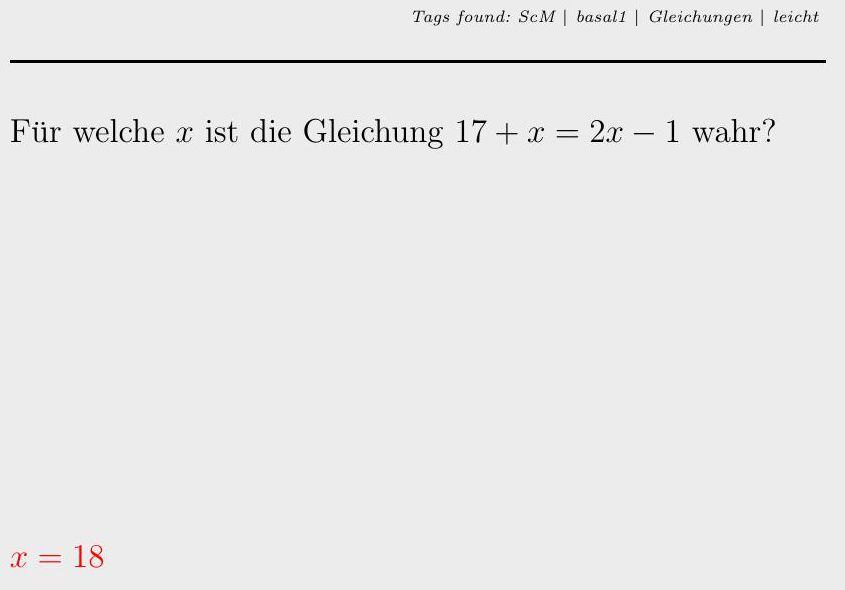 Tags found: ScM | basal1 | Gleichungen | leicht
Für welche x ist die Gleichung 17 + x = 2x − 1 wahr?
x = 18